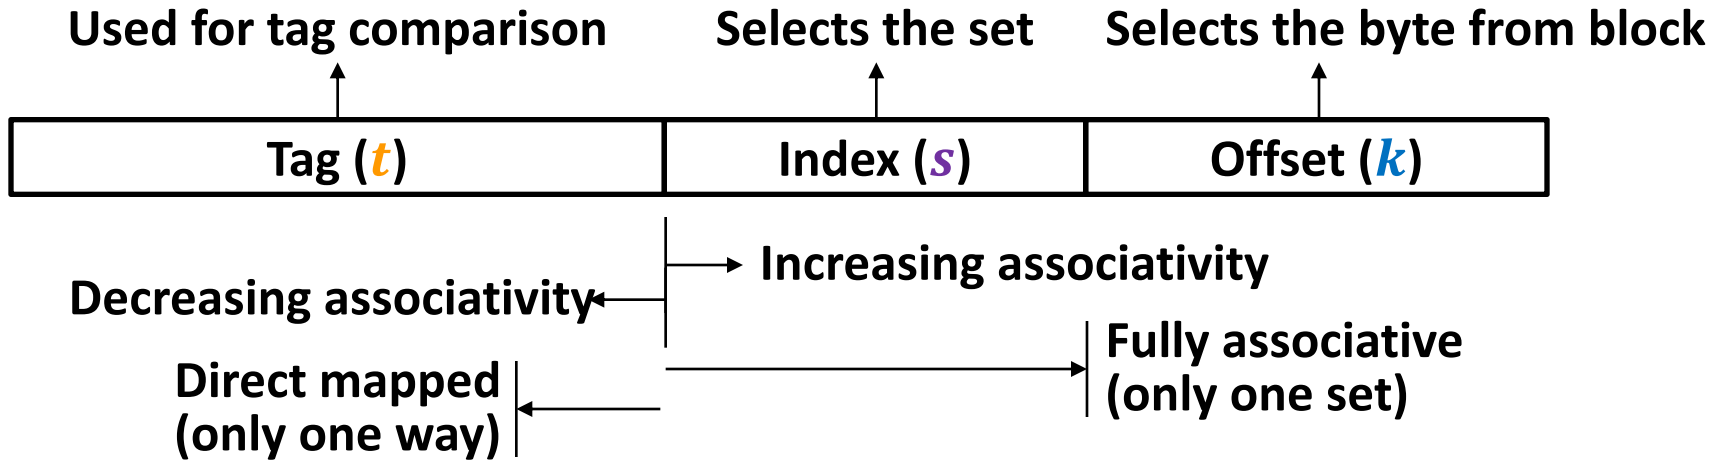 Used for tag comparison
Selects the set
Selects the byte from block
Tag (t)
Index (s)
Offset (k)
Increasing associativity
Decreasing associativity
Fully associative
(only one set)
Direct mapped
(only one way)